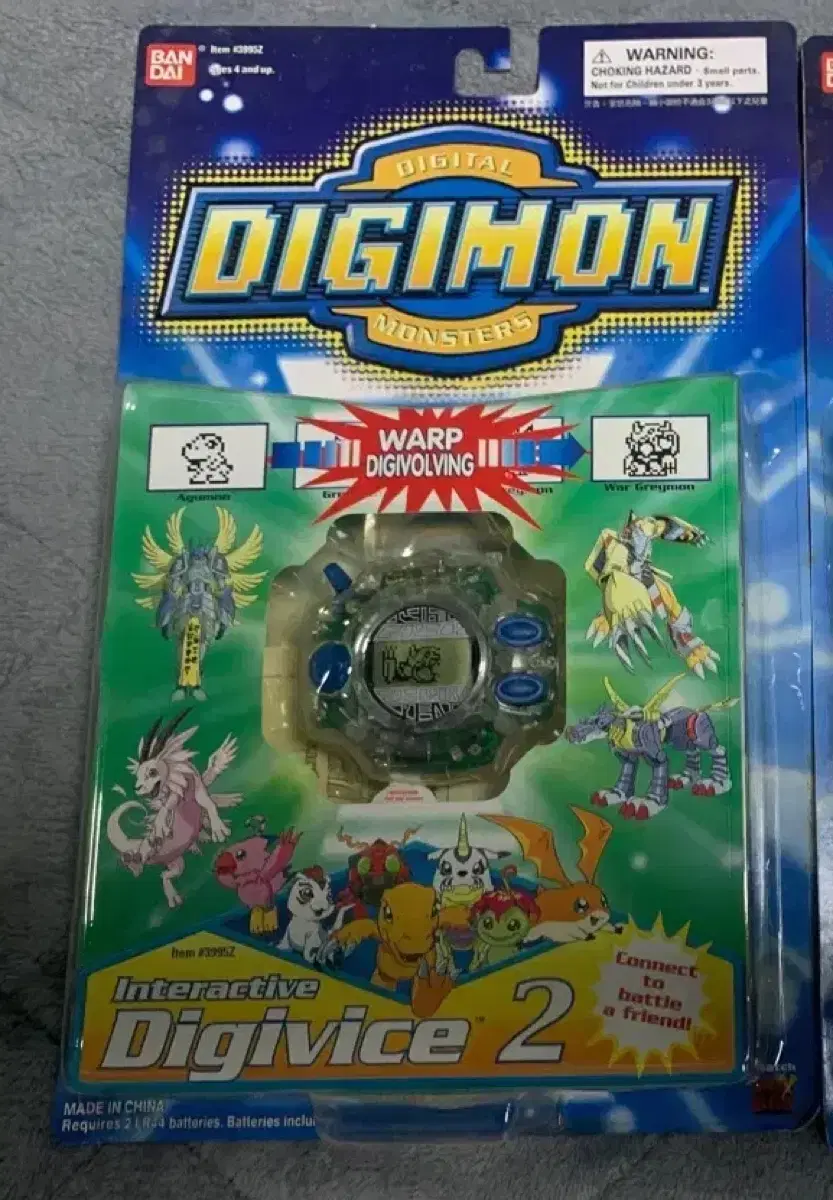 BAN
DAI
Item #3995Z
Ages 4 and up.
WARNING:
CHOKING HAZARD - Small parts.
Not for Children under 3 years.
DIGITAL
DIGIMON
MONSTERS
WARP
DIGIVOLVING
Agumon
War Greymon
Item #3995Z
Interactive
Digivice™ 2
Connect
to
battle
a friend!
MADE IN CHINA
Requires 2 LR44 batteries. Batteries inclu